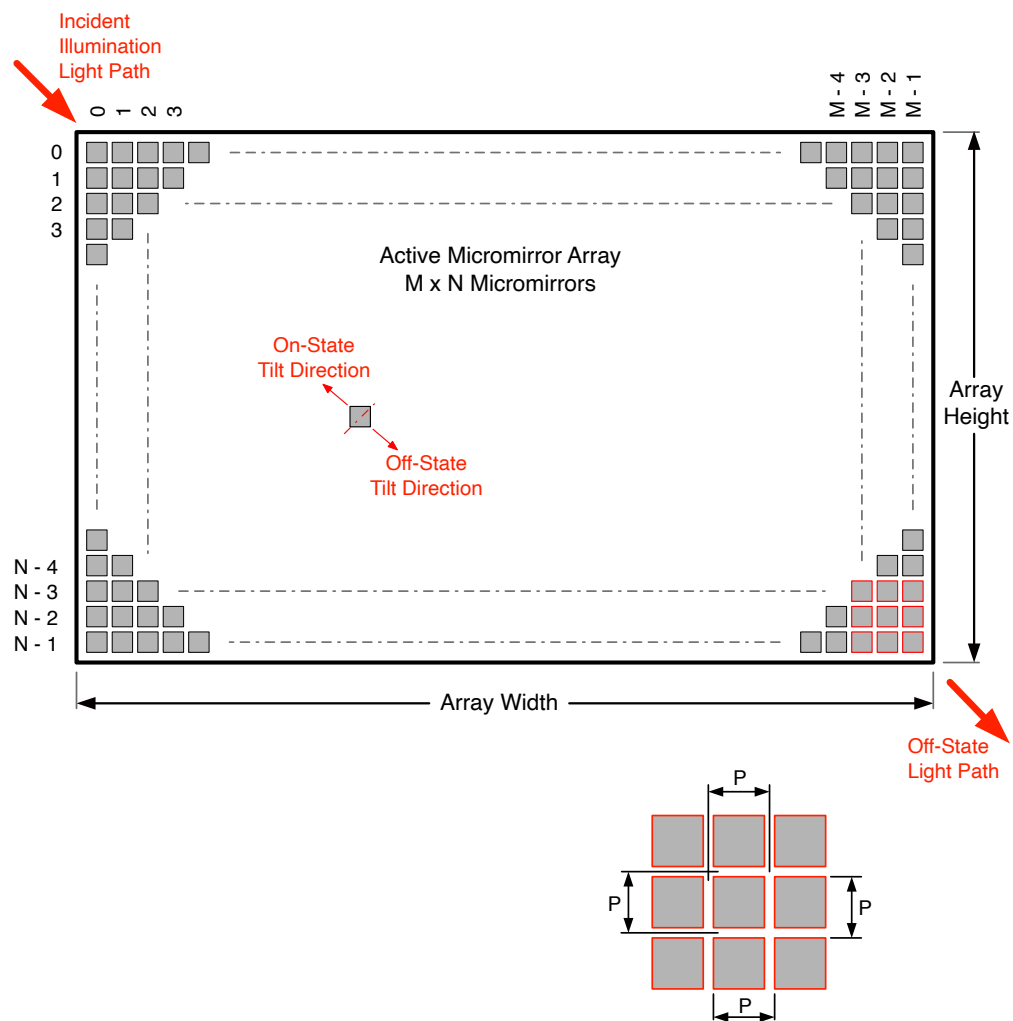 Incident
Illumination
Light Path
0 1 2 3
M - 4 M - 3 M - 2 M - 1
0
1
2
3
Active Micromirror Array
M x N Micromirrors
On-State
Tilt Direction
Off-State
Tilt Direction
Array
Height
N - 4
N - 3
N - 2
N - 1
Array Width
Off-State
Light Path
P
P
P
P